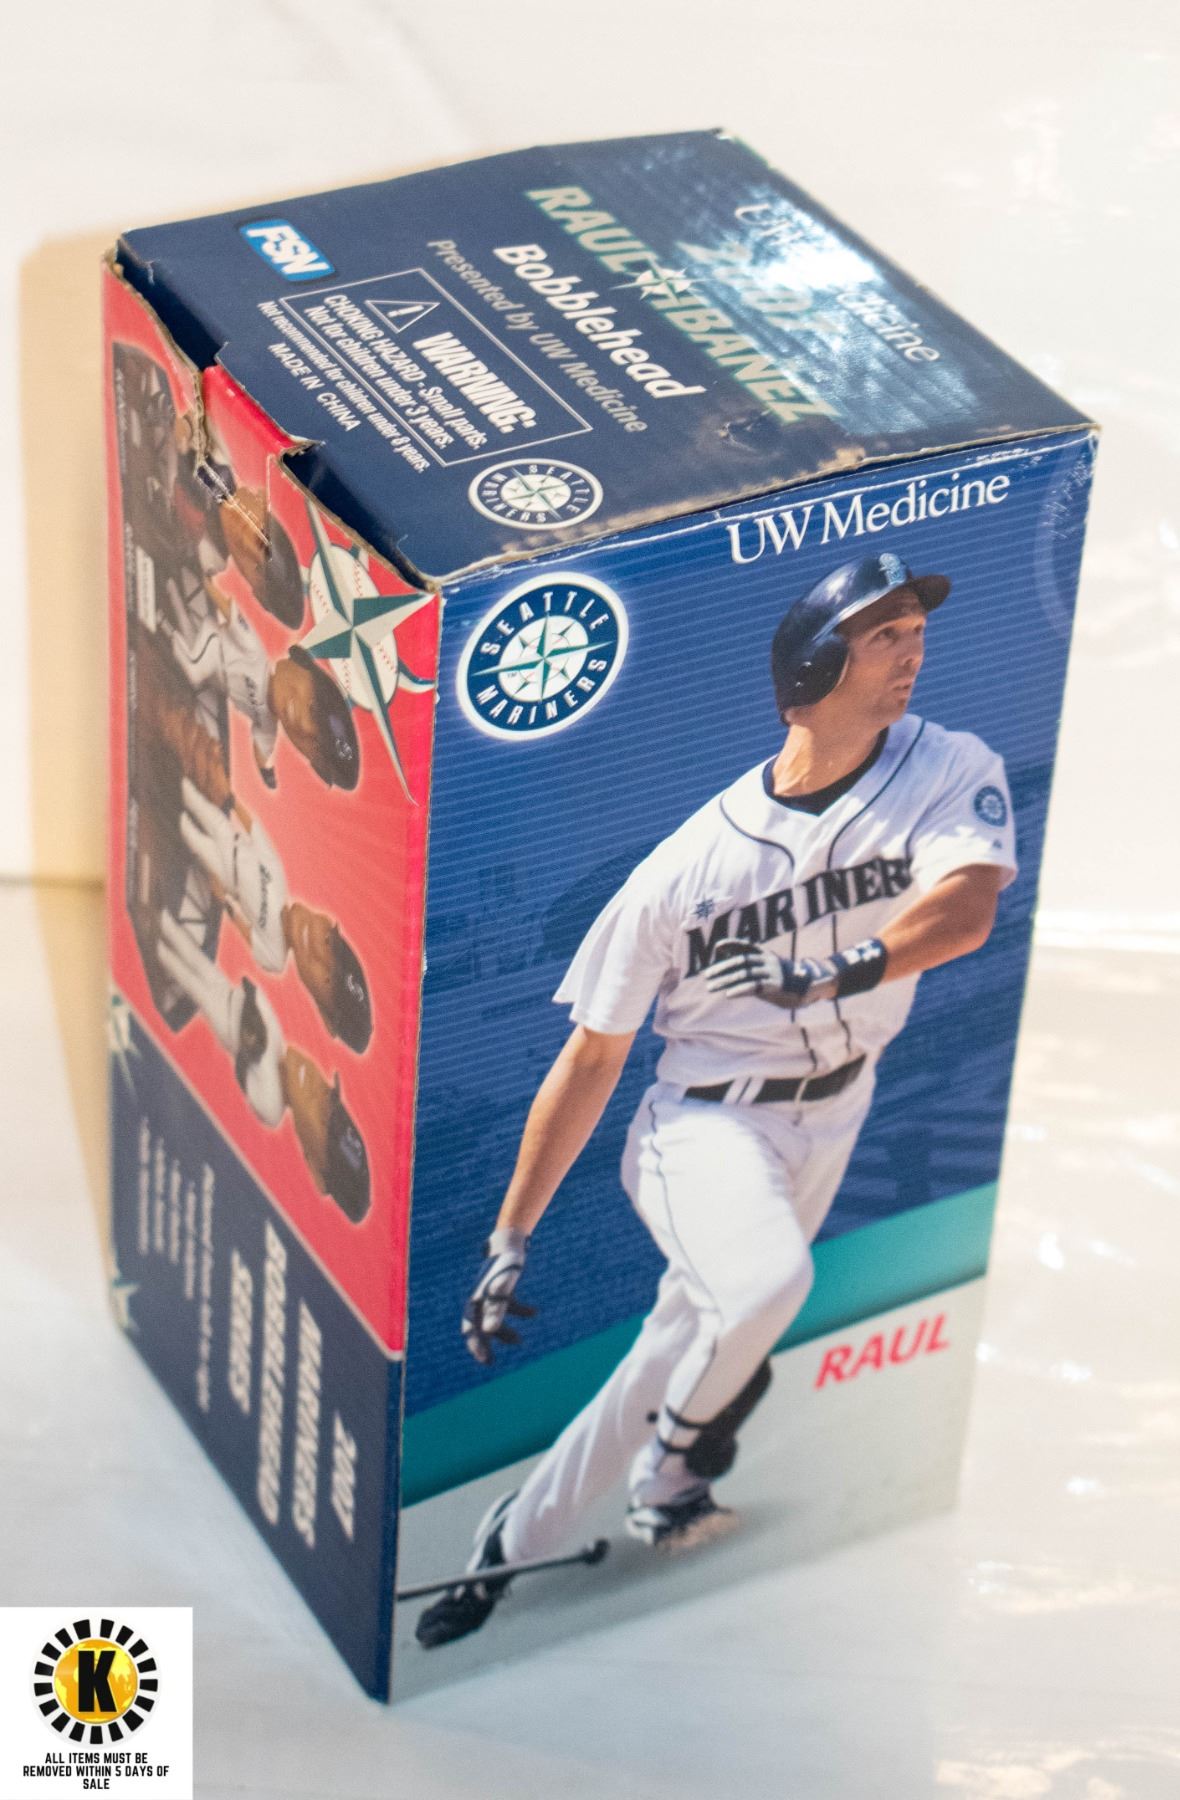 UW Medicine
2007
RAUL IBANEZ
Bobblehead
Presented by UW Medicine
FSN
WARNING:
CHOKING HAZARD - Small parts.
Not for children under 3 years.
Not recommended for children under 8 years.
MADE IN CHINA
SEATTLE
MARINERS
UW Medicine
SEATTLE
MARINERS
TM
MARINERS
RAUL
2007
MARINERS
BOBBLEHEAD
SERIES
K
ALL ITEMS MUST BE
REMOVED WITHIN 5 DAYS OF
SALE